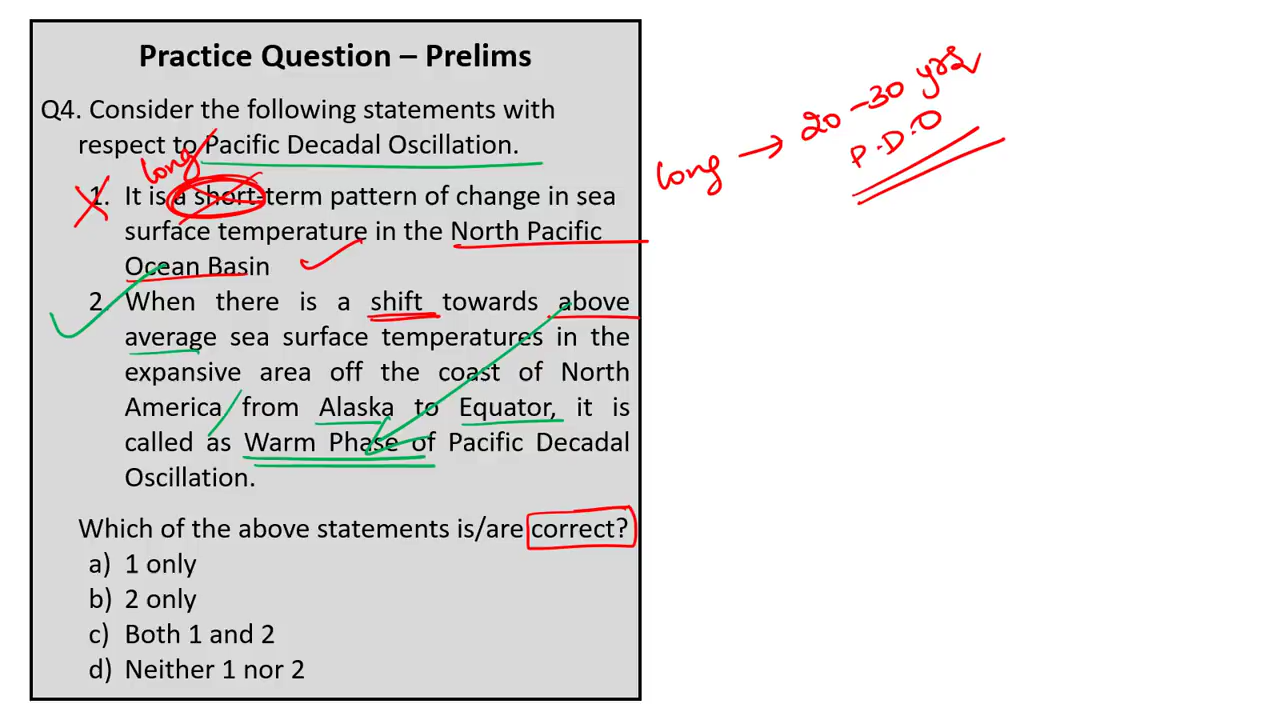 Practice Question – Prelims
Q4. Consider the following statements with
respect to Pacific Decadal Oscillation.
long
1. It is a short-term pattern of change in sea
surface temperature in the North Pacific
Ocean Basin
2. When there is a shift towards above
average sea surface temperatures in the
expansive area off the coast of North
America from Alaska to Equator, it is
called as Warm Phase of Pacific Decadal
Oscillation.
Which of the above statements is/are correct?
a) 1 only
b) 2 only
c) Both 1 and 2
d) Neither 1 nor 2
long → 20-30 yrs
P.D.O